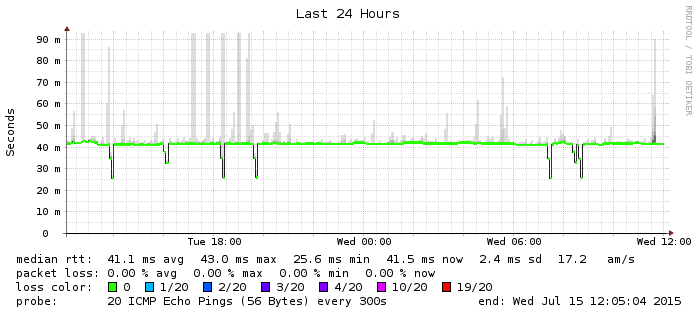 Last 24 Hours
RRDTOOL / TOBI OETIKER
Seconds
90 m
80 m
70 m
60 m
50 m
40 m
30 m
20 m
10 m
0
Tue 18:00 Wed 00:00 Wed 06:00 Wed 12:00
median rtt: 41.1 ms avg 43.0 ms max 25.6 ms min 41.5 ms now 2.4 ms sd 17.2 am/s
packet loss: 0.00 % avg 0.00 % max 0.00 % min 0.00 % now
loss color: 0 1/20 2/20 3/20 4/20 10/20 19/20
probe: 20 ICMP Echo Pings (56 Bytes) every 300s end: Wed Jul 15 12:05:04 2015